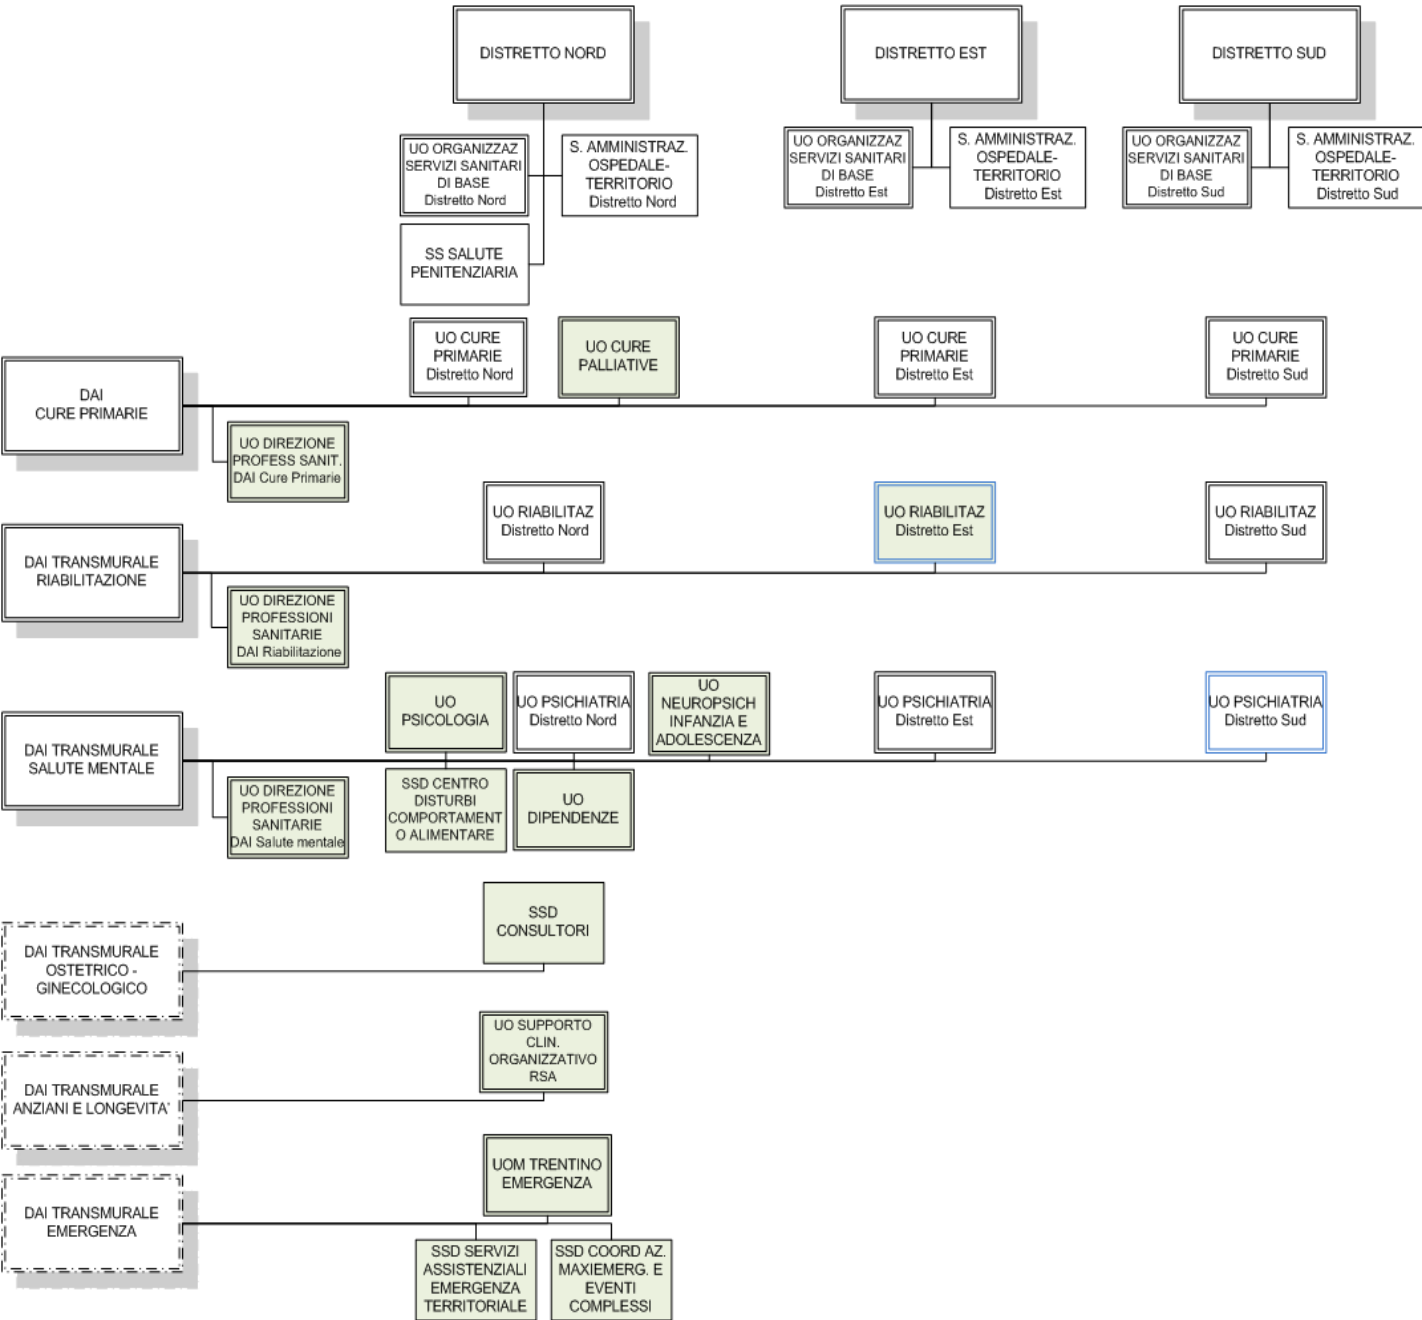 DISTRETTO NORD
DISTRETTO EST
DISTRETTO SUD
UO ORGANIZZAZ
SERVIZI SANITARI
DI BASE
Distretto Nord
S. AMMINISTRAZ.
OSPEDALE-
TERRITORIO
Distretto Nord
UO ORGANIZZAZ
SERVIZI SANITARI
DI BASE
Distretto Est
S. AMMINISTRAZ.
OSPEDALE-
TERRITORIO
Distretto Est
UO ORGANIZZAZ
SERVIZI SANITARI
DI BASE
Distretto Sud
S. AMMINISTRAZ.
OSPEDALE-
TERRITORIO
Distretto Sud
SS SALUTE
PENITENZIARIA
DAI
CURE PRIMARIE
UO CURE
PRIMARIE
Distretto Nord
UO CURE
PALLIATIVE
UO CURE
PRIMARIE
Distretto Est
UO CURE
PRIMARIE
Distretto Sud
UO DIREZIONE
PROFESS SANIT.
DAI Cure Primarie
DAI TRANSMURALE
RIABILITAZIONE
UO RIABILITAZ
Distretto Nord
UO RIABILITAZ
Distretto Est
UO RIABILITAZ
Distretto Sud
UO DIREZIONE
PROFESSIONI
SANITARIE
DAI Riabilitazione
DAI TRANSMURALE
SALUTE MENTALE
UO
PSICOLOGIA
UO PSICHIATRIA
Distretto Nord
UO
NEUROPSICH
INFANZIA E
ADOLESCENZA
UO PSICHIATRIA
Distretto Est
UO PSICHIATRIA
Distretto Sud
UO DIREZIONE
PROFESSIONI
SANITARIE
DAI Salute mentale
SSD CENTRO
DISTURBI
COMPORTAMENT
O ALIMENTARE
UO
DIPENDENZE
DAI TRANSMURALE
OSTETRICO -
GINECOLOGICO
SSD
CONSULTORI
DAI TRANSMURALE
ANZIANI E LONGEVITA'
UO SUPPORTO
CLIN.
ORGANIZZATIVO
RSA
DAI TRANSMURALE
EMERGENZA
UOM TRENTINO
EMERGENZA
SSD SERVIZI
ASSISTENZIALI
EMERGENZA
TERRITORIALE
SSD COORD AZ.
MAXIEMERG. E
EVENTI
COMPLESSI